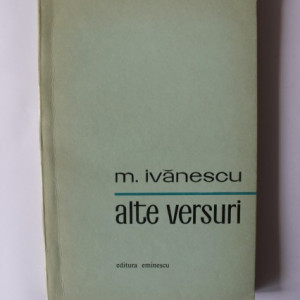 m. ivănescu
alte versuri
editura eminescu